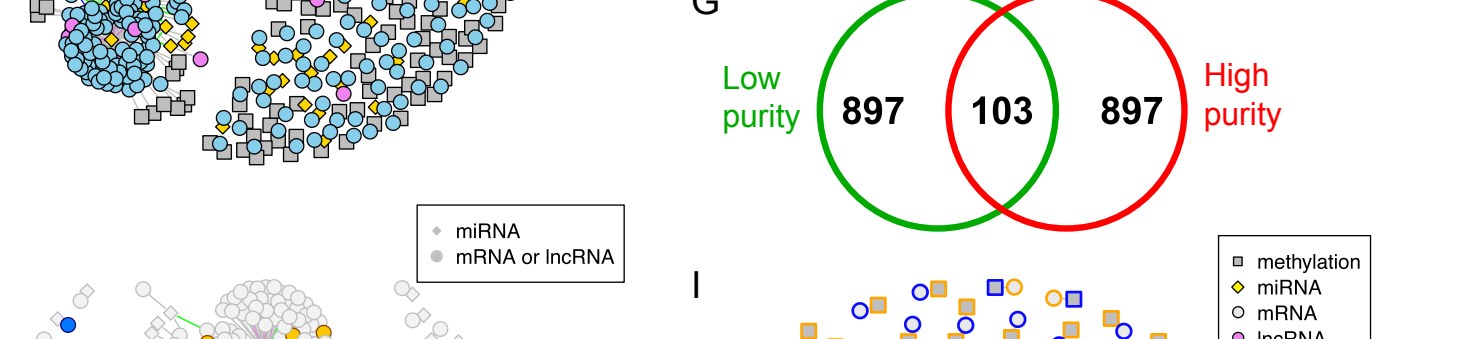 G
Low
purity
897
103
897
High
purity
miRNA
mRNA or lncRNA
I
methylation
miRNA
mRNA
lncRNA